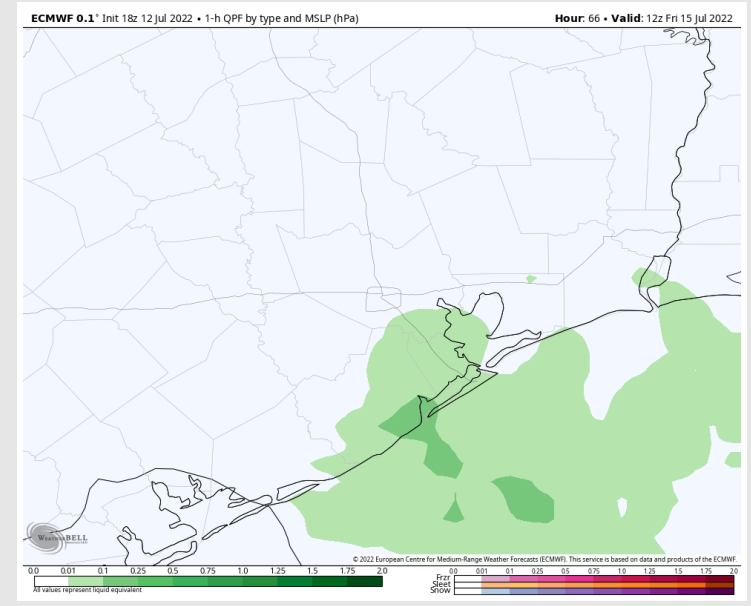 ECMWF 0.1° Init 18z 12 Jul 2022 • 1-h QPF by type and MSLP (hPa) Hour: 66 • Valid: 12z Fri 15 Jul 2022
WEATHERBELL
© 2022 European Centre for Medium-Range Weather Forecasts (ECMWF). This service is based on data and products of the ECMWF.
0.0 0.01 0.1 0.25 0.5 0.75 1.0 1.25 1.5 1.75 2.0
All values represent liquid equivalent
0.0 0.01 0.1 0.25 0.5 0.75 1.0 1.25 1.5 1.75 2.0
Frzr
Sleet
Snow